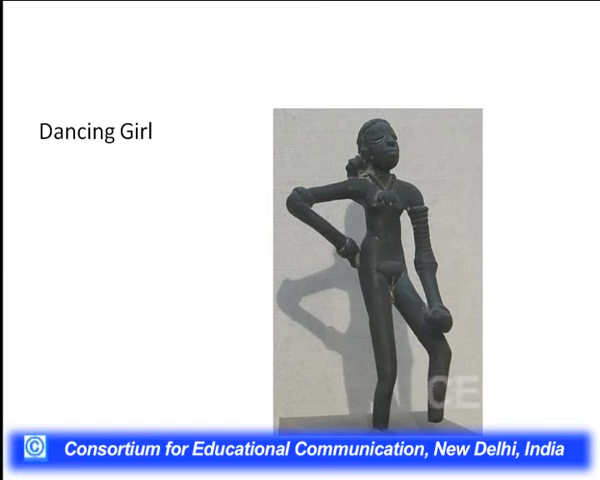 Dancing Girl
© Consortium for Educational Communication, New Delhi, India